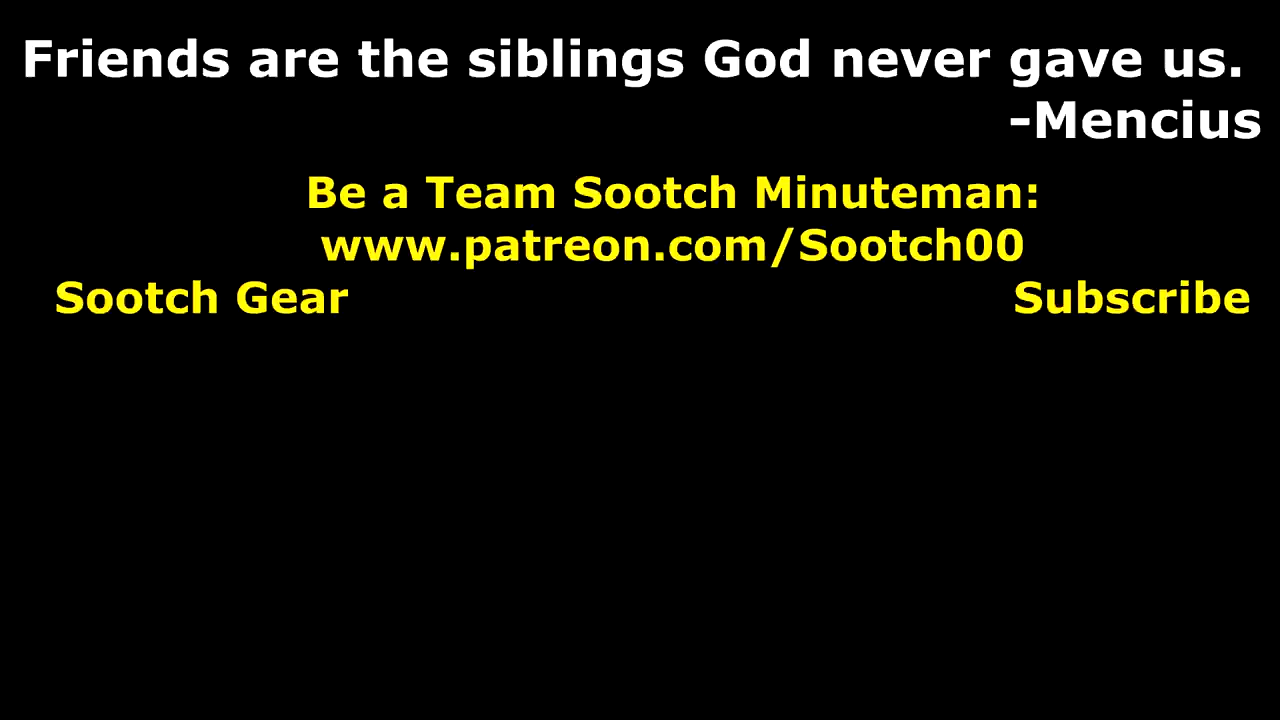 Friends are the siblings God never gave us.
-Mencius
Be a Team Sootch Minuteman:
www.patreon.com/Sootch00
Sootch Gear Subscribe